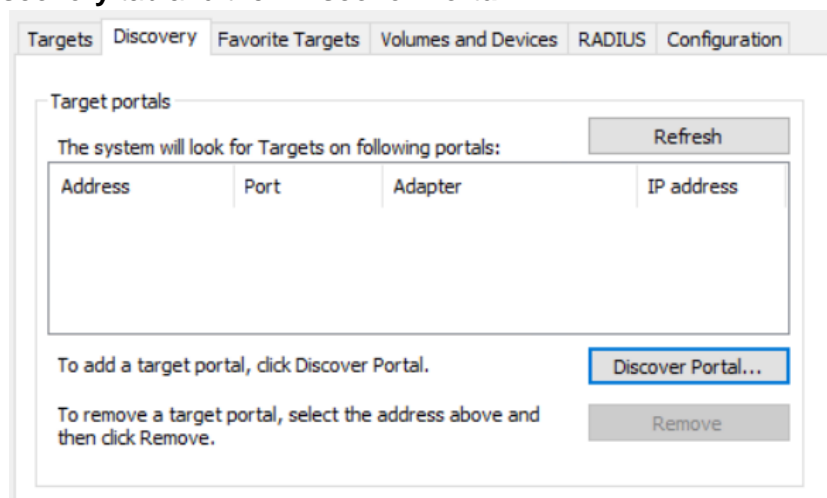 Targets Discovery Favorite Targets Volumes and Devices RADIUS Configuration
Target portals
The system will look for Targets on following portals:
Refresh
Address Port Adapter IP address
To add a target portal, click Discover Portal.
Discover Portal...
To remove a target portal, select the address above and
then click Remove.
Remove